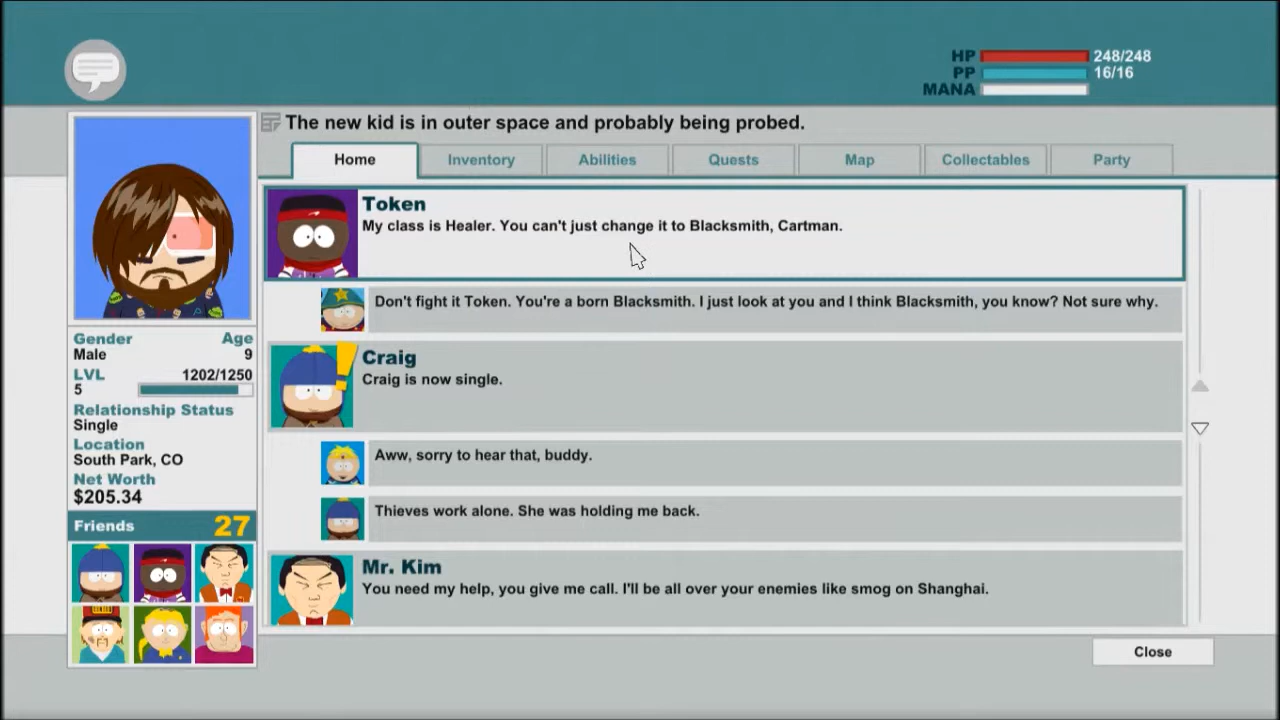 HP 248/248
PP 16/16
MANA
The new kid is in outer space and probably being probed.
Home Inventory Abilities Quests Map Collectables Party
Token
My class is Healer. You can't just change it to Blacksmith, Cartman.
Don't fight it Token. You're a born Blacksmith. I just look at you and I think Blacksmith, you know? Not sure why.
Craig
Craig is now single.
Aww, sorry to hear that, buddy.
Thieves work alone. She was holding me back.
Mr. Kim
You need my help, you give me call. I'll be all over your enemies like smog on Shanghai.
Gender Age
Male 9
LVL 1202/1250
5
Relationship Status
Single
Location
South Park, CO
Net Worth
$205.34
Friends 27
Close